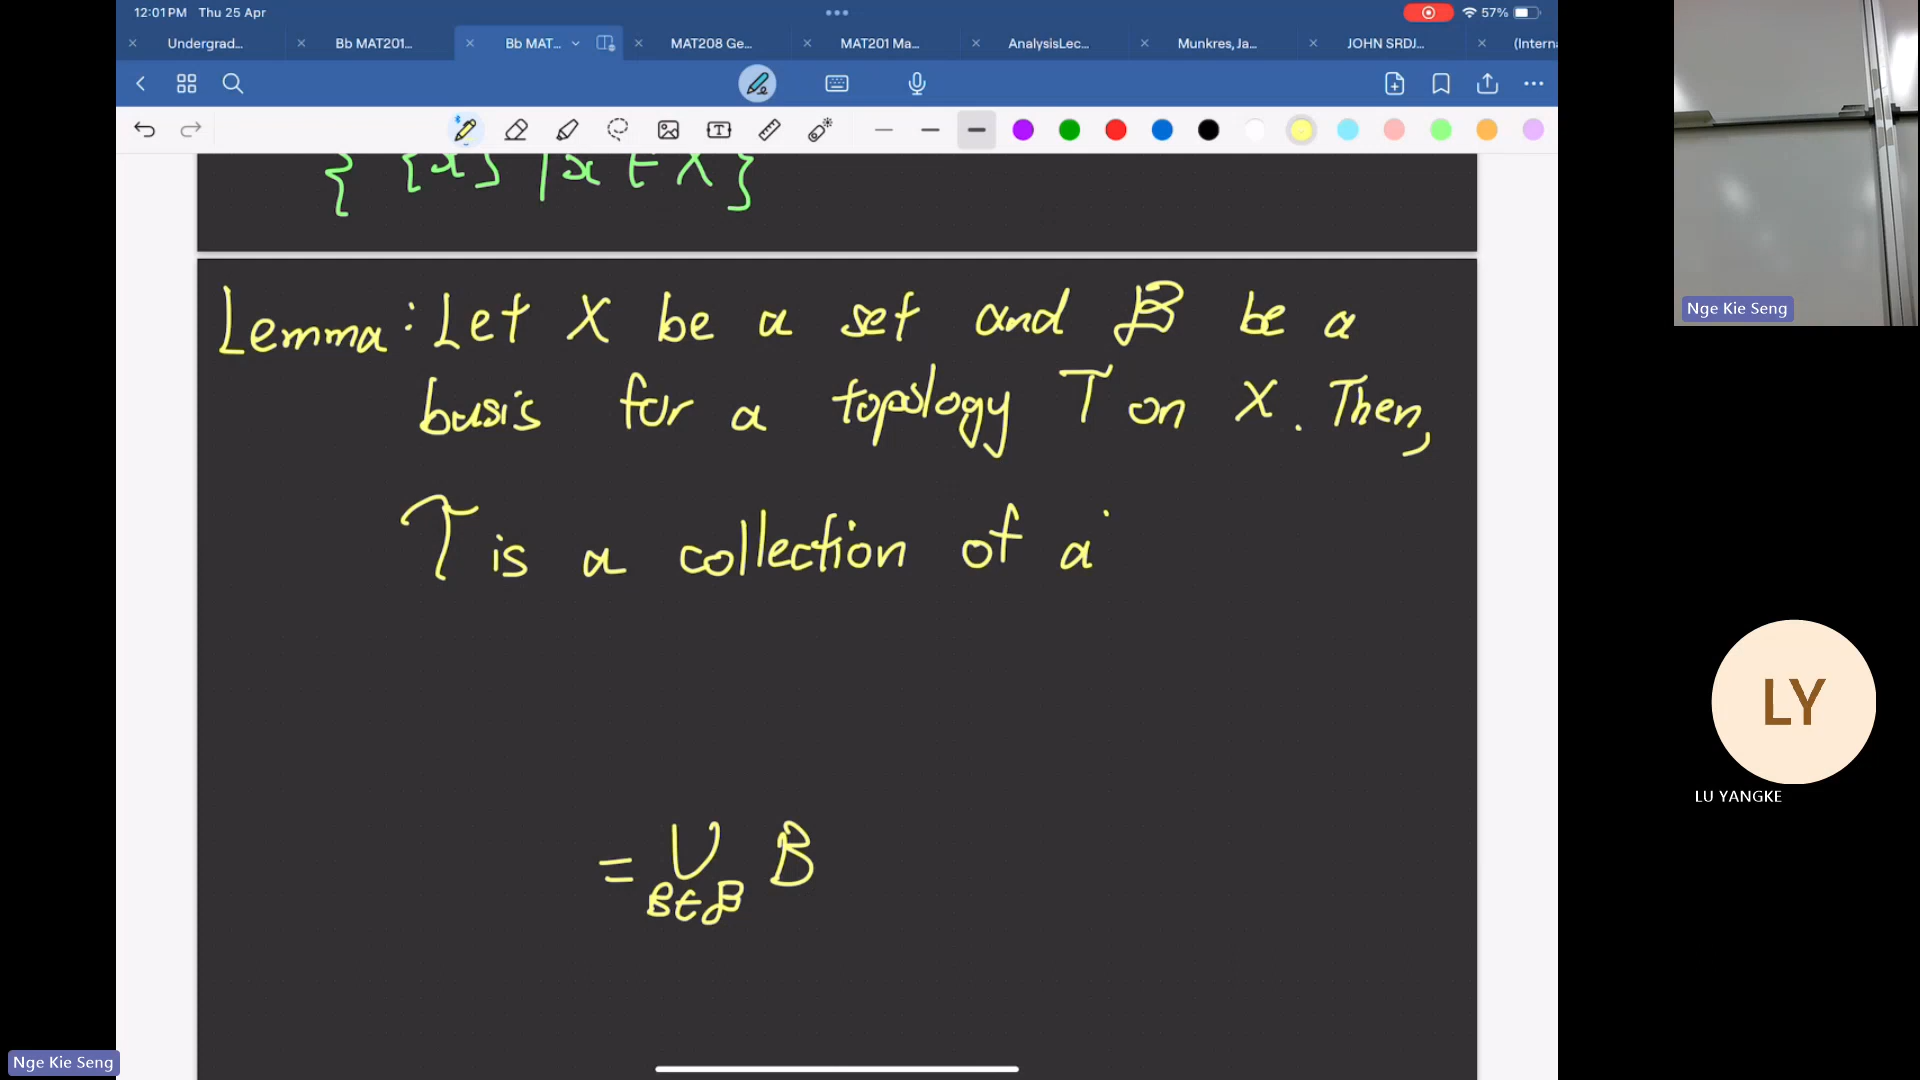 12:01 PM Thu 25 Apr
57%
Undergrad...
Bb MAT201...
Bb MAT...
MAT208 Ge...
MAT201 Ma...
AnalysisLec...
Munkres, Ja...
JOHN SRDJ...
(Intern
{ {x} | x ∈ X }
Lemma: Let X be a set and ℬ be a
basis for a topology T on X. Then,
T is a collection of a
= ∪ B
B∈ℬ
Nge Kie Seng
LY
LU YANGKE
Nge Kie Seng